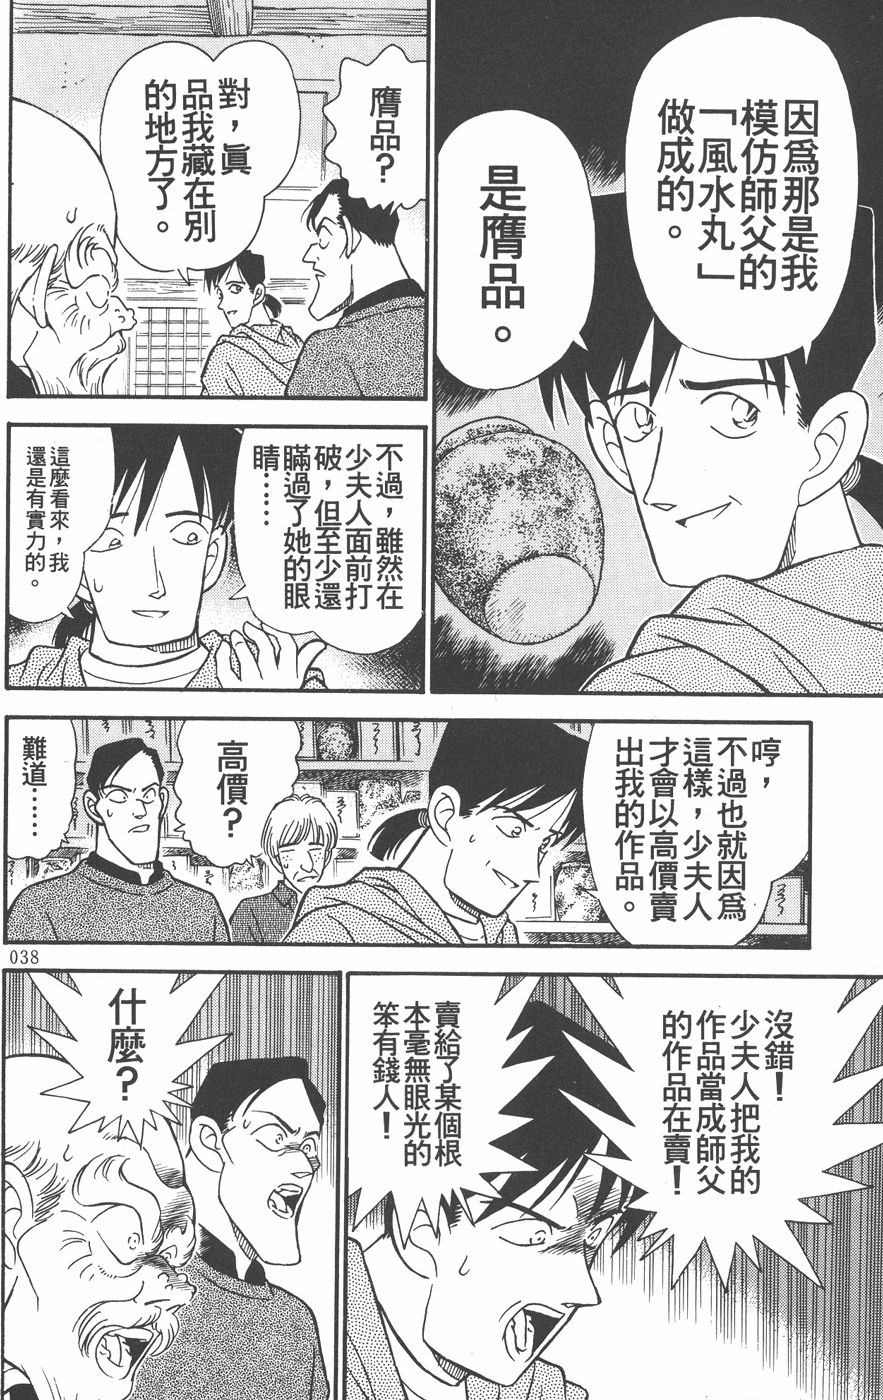 因爲那是我
模仿師父的
「風水丸」
做成的。
是贗品。
贗品？
對，眞
品我藏在別
的地方了。
不過，雖然在
少夫人面前打
破，但至少還
瞞過了她的眼
睛……
這麼看來，我
還是有實力的。
哼，
不過也就因爲
這樣，少夫人
才會以高價賣
出我的作品。
高價？
難道……
038
沒錯！
少夫人把我的
作品當成師父
的作品在賣！
賣給了某個根
本毫無眼光的
笨有錢人！
什麼？